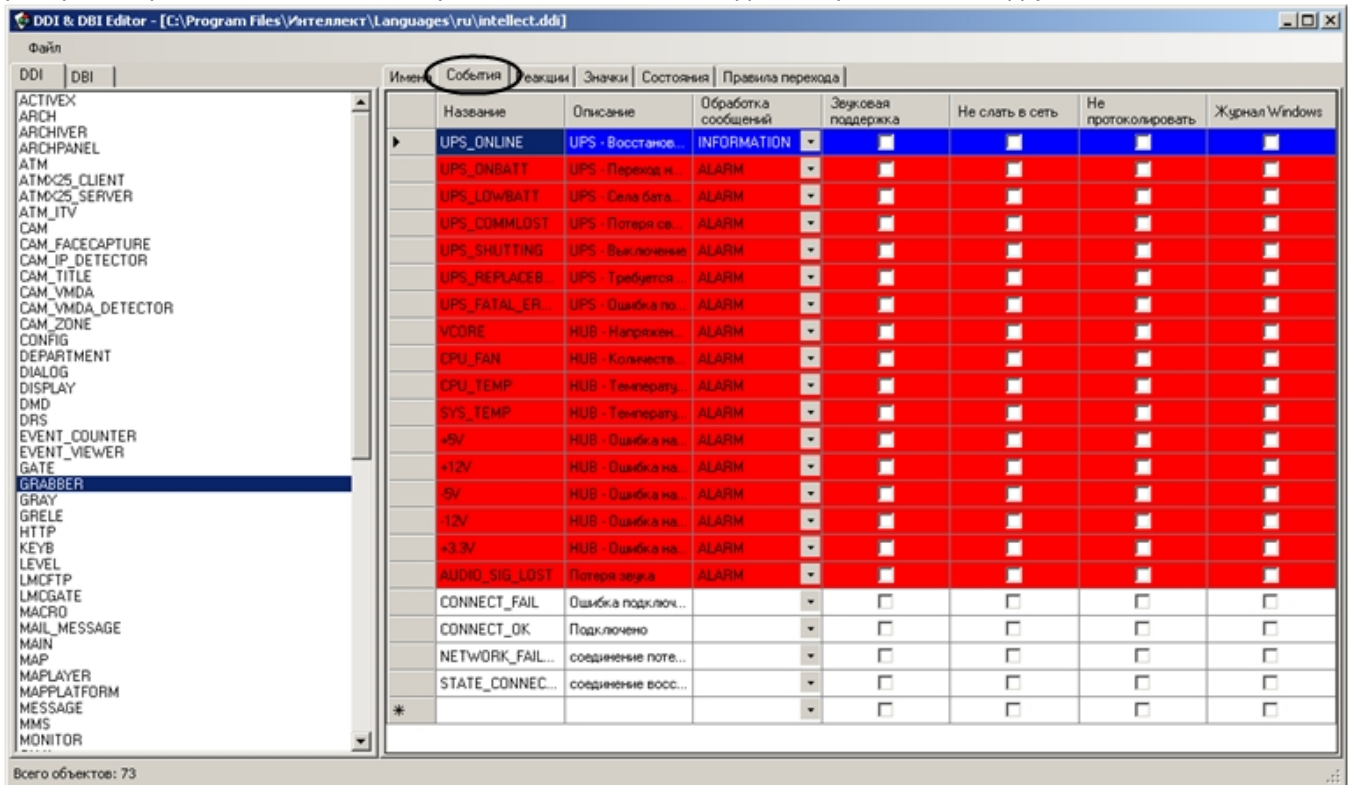 DDI & DBI Editor - [C:\Program Files\Интеллект\Languages\ru\intellect.ddi]
Файл
DDI DBI
Имена События Реакции Значки Состояния Правила перехода
ACTIVEX
ARCH
ARCHIVER
ARCHPANEL
ATM
ATMX25_CLIENT
ATMX25_SERVER
ATM_ITV
CAM
CAM_FACECAPTURE
CAM_IP_DETECTOR
CAM_TITLE
CAM_VMDA
CAM_VMDA_DETECTOR
CAM_ZONE
CONFIG
DEPARTMENT
DIALOG
DISPLAY
DMD
DRS
EVENT_COUNTER
EVENT_VIEWER
GATE
GRABBER
GRAY
GRELE
HTTP
KEYB
LEVEL
LMCFTP
LMCGATE
MACRO
MAIL_MESSAGE
MAIN
MAP
MAPLAYER
MAPPLATFORM
MESSAGE
MMS
MONITOR
Название Описание Обработка сообщений Звуковая поддержка Не слать в сеть Не протоколировать Журнал Windows
UPS_ONLINE UPS - Восстанов... INFORMATION
UPS_ONBATT UPS - Переход н... ALARM
UPS_LOWBATT UPS - Села бата... ALARM
UPS_COMMLOST UPS - Потеря св... ALARM
UPS_SHUTTING UPS - Выключение ALARM
UPS_REPLACEB... UPS - Требуется ... ALARM
UPS_FATAL_ER... UPS - Ошибка по... ALARM
VCORE HUB - Напряжен... ALARM
CPU_FAN HUB - Количеств... ALARM
CPU_TEMP HUB - Температу... ALARM
SYS_TEMP HUB - Температу... ALARM
+5V HUB - Ошибка на... ALARM
+12V HUB - Ошибка на... ALARM
-5V HUB - Ошибка на... ALARM
-12V HUB - Ошибка на... ALARM
+3.3V HUB - Ошибка на... ALARM
AUDIO_SIG_LOST Потеря звука ALARM
CONNECT_FAIL Ошибка подключ...
CONNECT_OK Подключено
NETWORK_FAIL... соединение поте...
STATE_CONNEC... соединение восс...
Всего объектов: 73